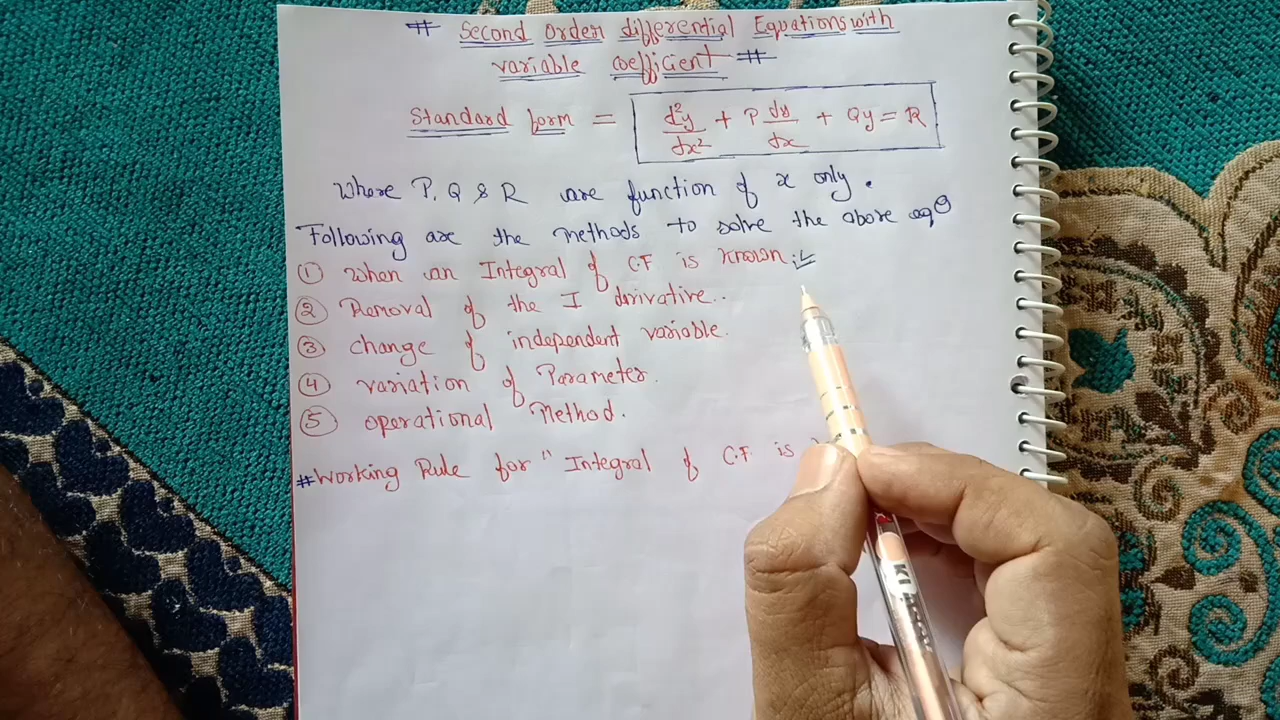 # Second Order differential Equations with
variable coefficient #
Standard form = d²y/dx² + P dy/dx + Qy = R
Where P, Q & R are function of x only.
Following are the methods to solve the above eqⁿ
① When an Integral of CF is known:
② Removal of the I derivative..
③ change of independent variable.
④ variation of Parameter.
⑤ operational Method.
# Working Rule for " Integral of C.F is